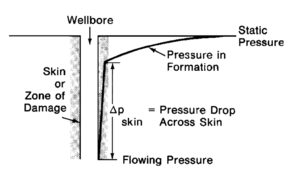 Wellbore
Static
Pressure
Pressure in
Formation
Skin
or
Zone of
Damage
Δp = Pressure Drop
skin Across Skin
Flowing Pressure